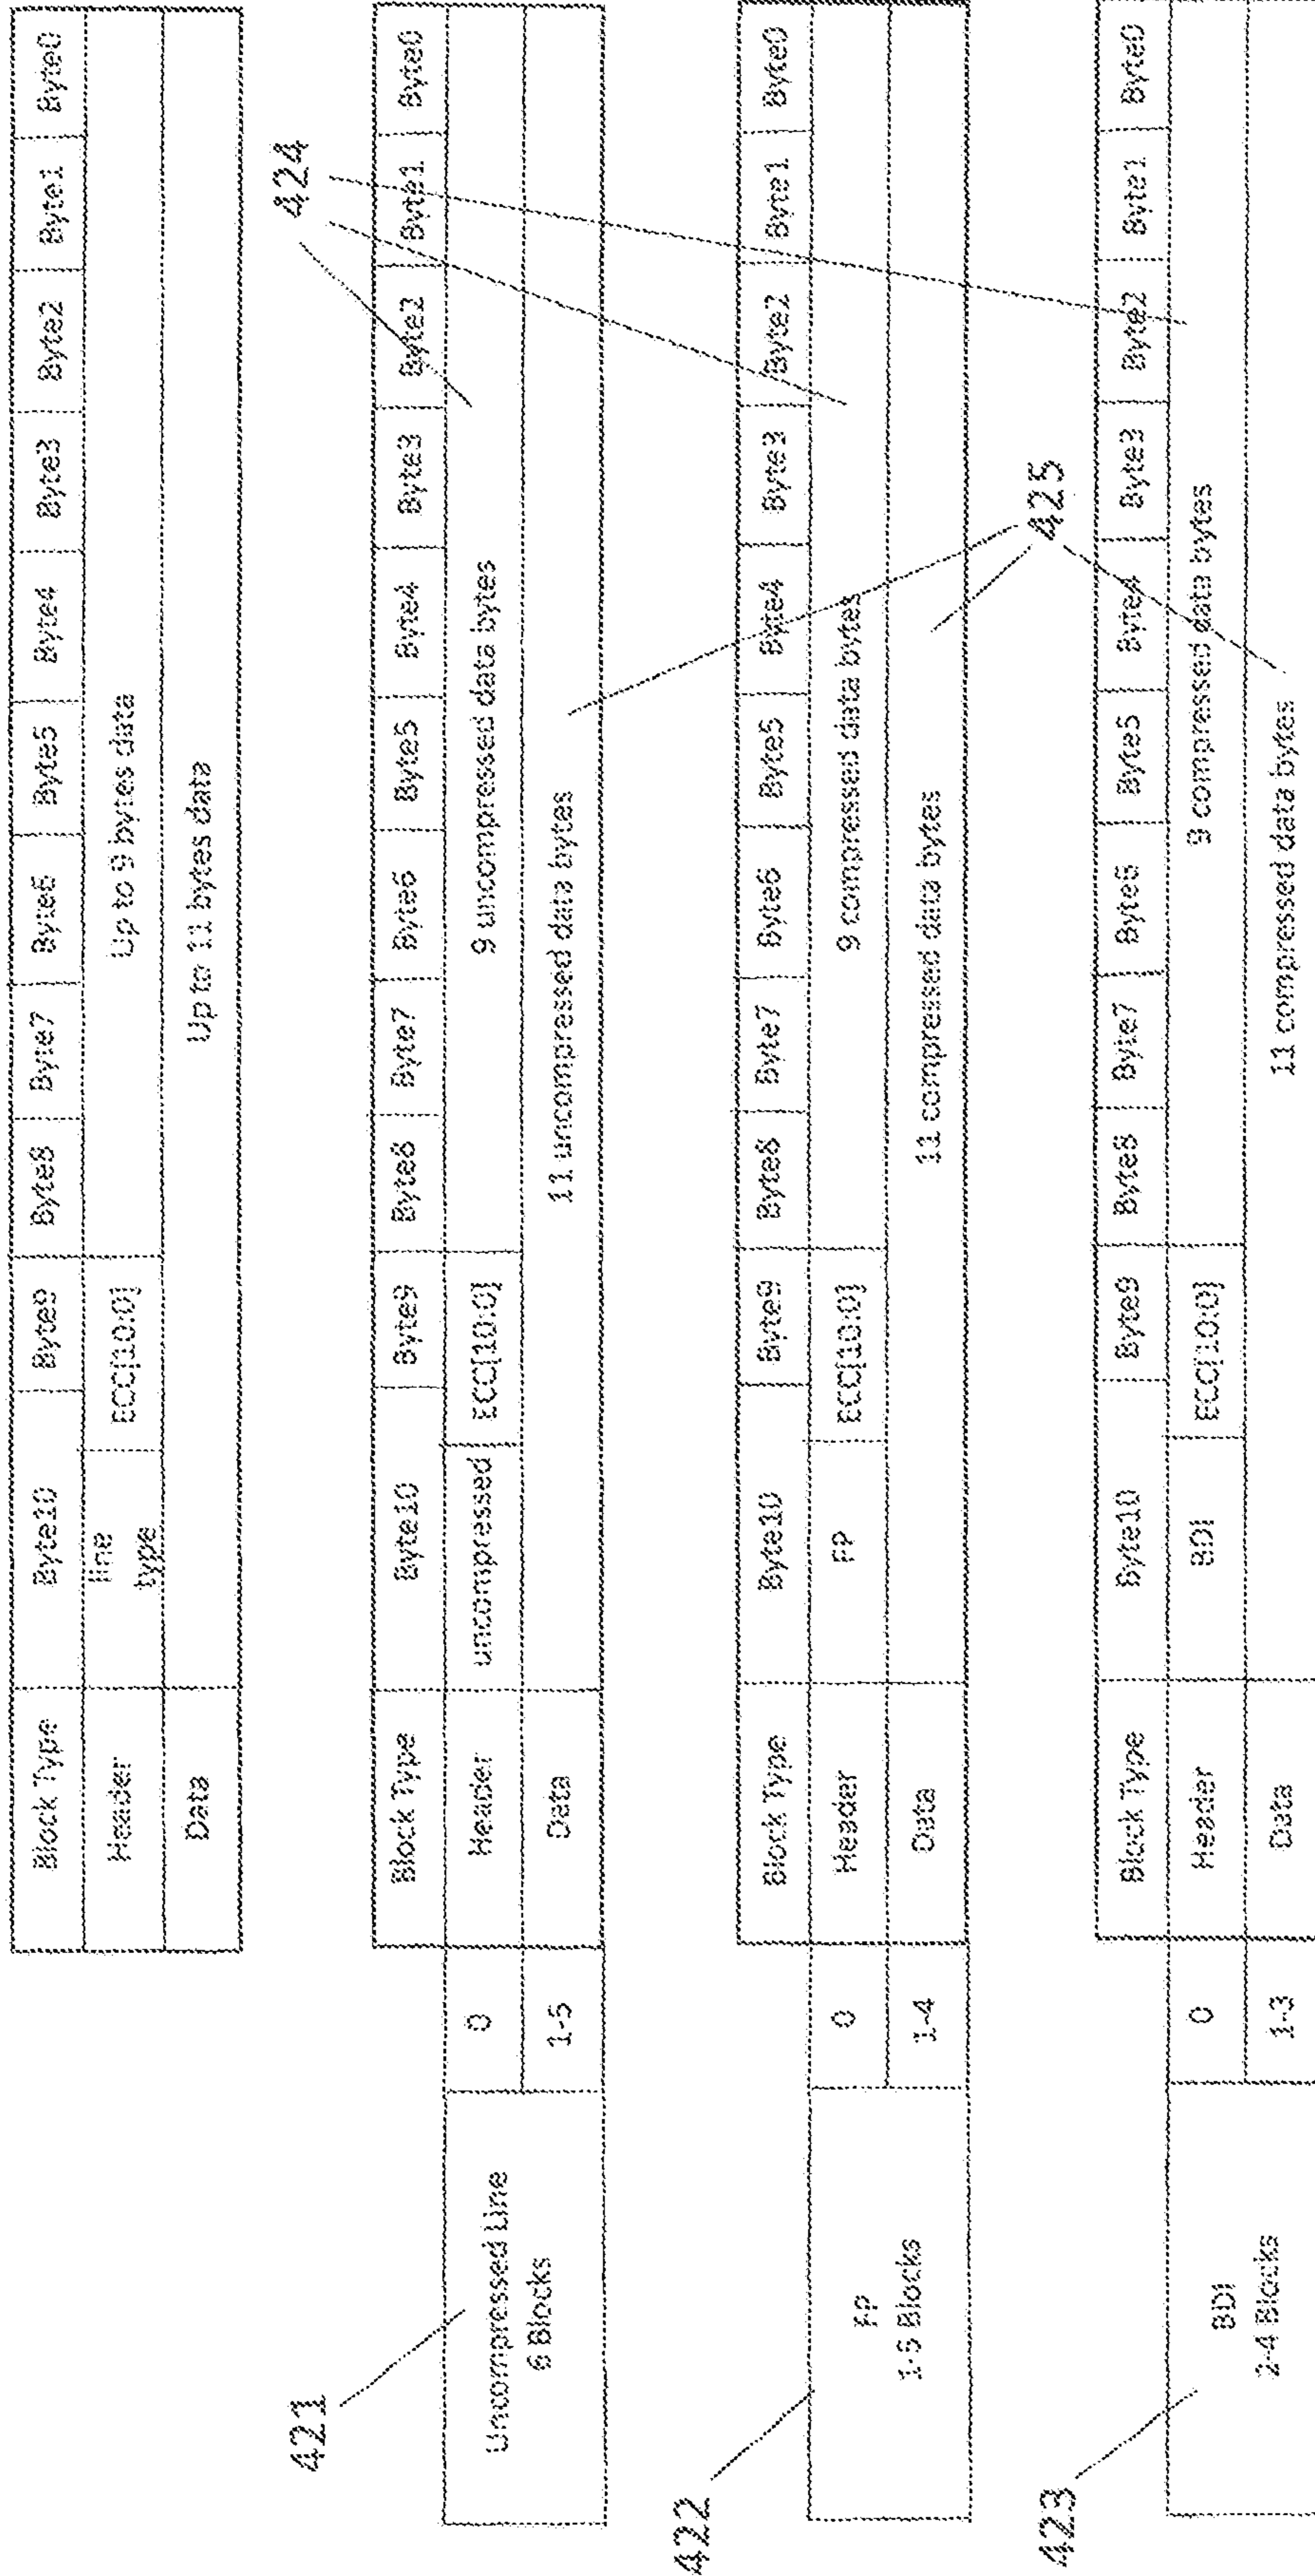 Block Type Byte10 Byte9 Byte8 Byte7 Byte6 Byte5 Byte4 Byte3 Byte2 Byte1 Byte0
Header line type ECC[10:0] Up to 9 bytes data
Data Up to 11 bytes data
424
Block Type Byte10 Byte9 Byte8 Byte7 Byte6 Byte5 Byte4 Byte3 Byte2 Byte1 Byte0
421
Uncompressed Line
6 Blocks
0 Header uncompressed ECC[10:0] 9 uncompressed data bytes
1-5 Data 11 uncompressed data bytes
Block Type Byte10 Byte9 Byte8 Byte7 Byte6 Byte5 Byte4 Byte3 Byte2 Byte1 Byte0
422
FP
1-5 Blocks
0 Header FP ECC[10:0] 9 compressed data bytes
1-4 Data 11 compressed data bytes
425
Block Type Byte10 Byte9 Byte8 Byte7 Byte6 Byte5 Byte4 Byte3 Byte2 Byte1 Byte0
423
BDI
2-4 Blocks
0 Header BDI ECC[10:0] 9 compressed data bytes
1-3 Data 11 compressed data bytes